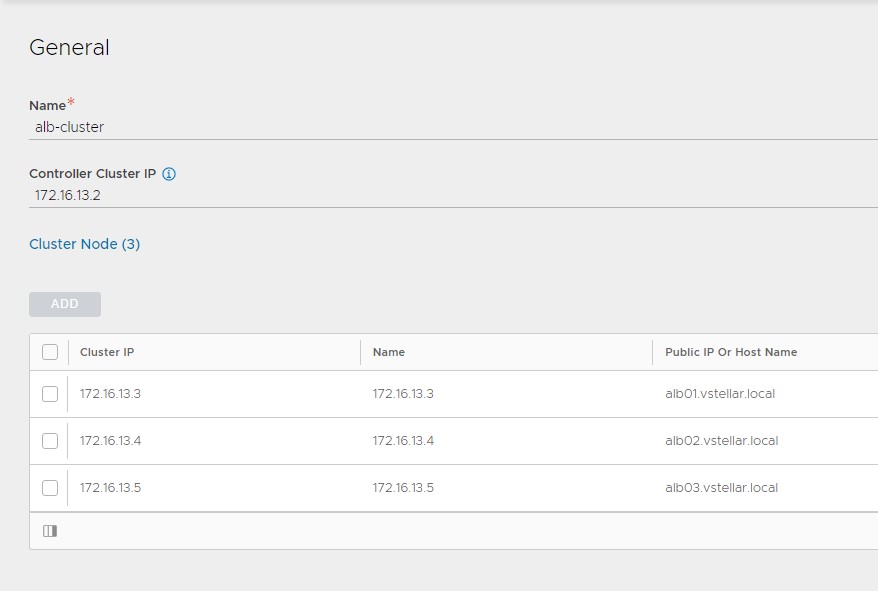 General
Name*
alb-cluster
Controller Cluster IP
172.16.13.2
Cluster Node (3)
ADD
Cluster IP Name Public IP Or Host Name
172.16.13.3 172.16.13.3 alb01.vstellar.local
172.16.13.4 172.16.13.4 alb02.vstellar.local
172.16.13.5 172.16.13.5 alb03.vstellar.local